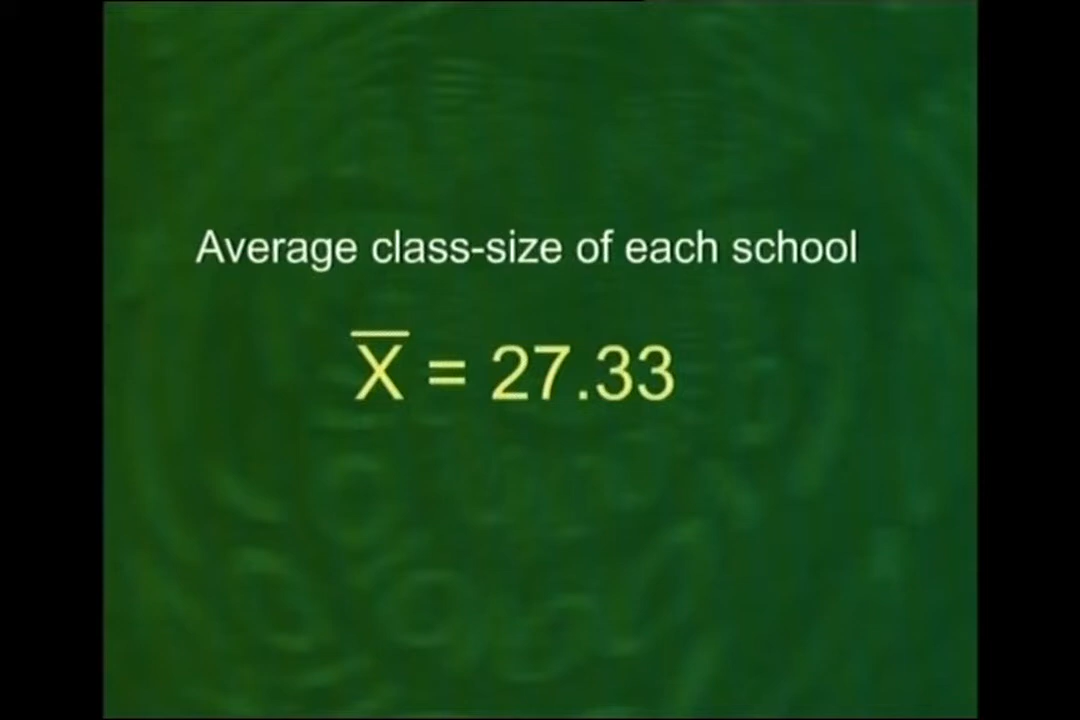 Average class-size of each school
X̅ = 27.33